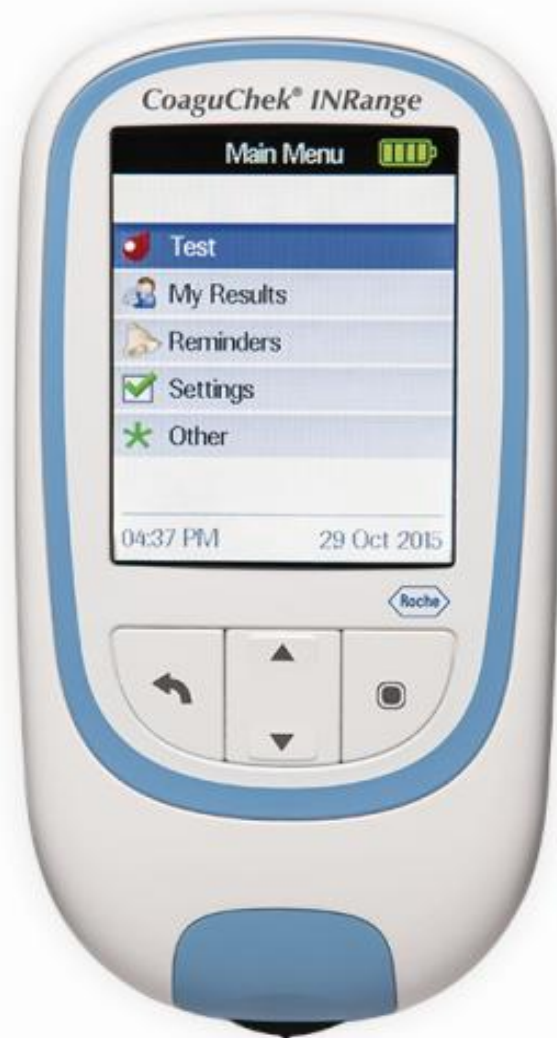 CoaguChek® INRange
Main Menu
Test
My Results
Reminders
Settings
Other
04:37 PM 29 Oct 2015
Roche